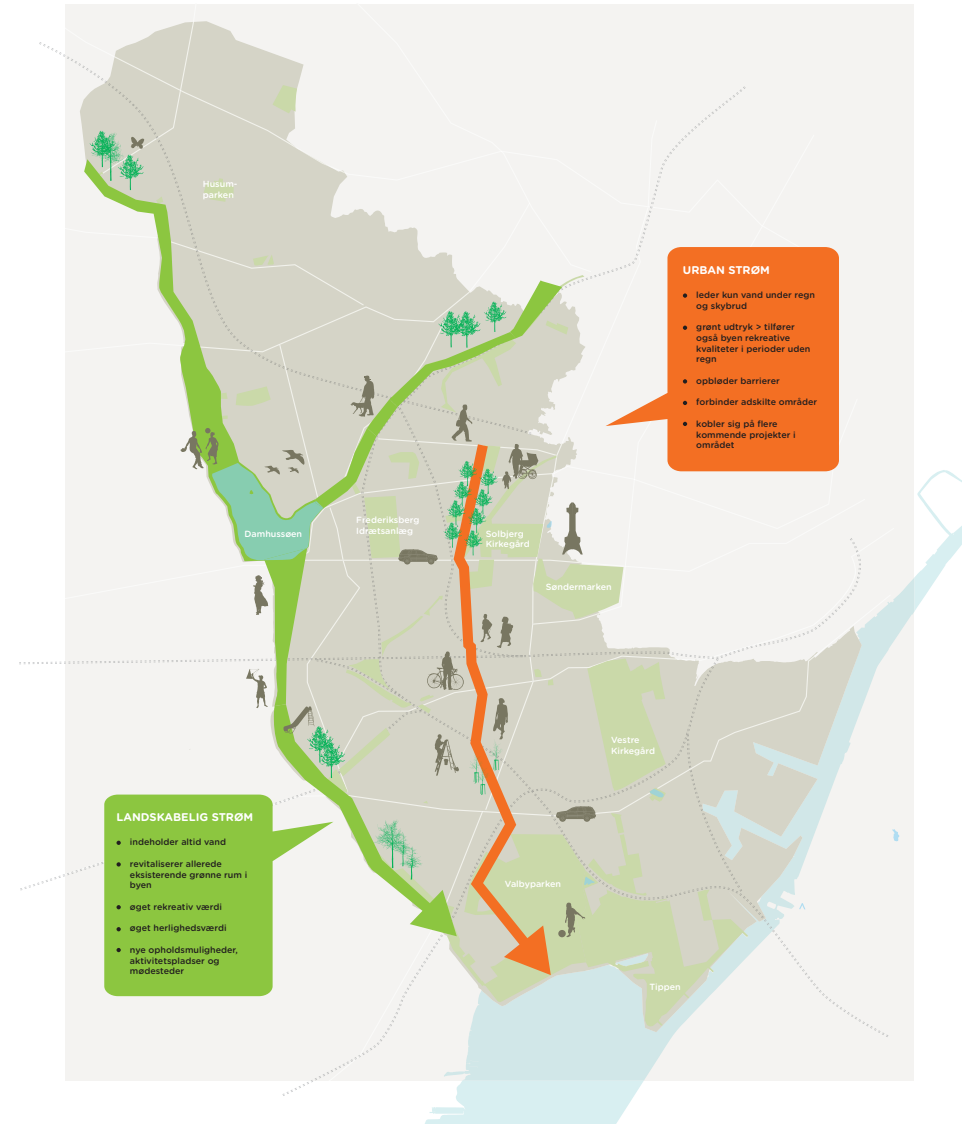 Husum-
parken
URBAN STRØM
• leder kun vand under regn
og skybrud
• grønt udtryk > tilfører
også byen rekreative
kvaliteter i perioder uden
regn
• opbløder barrierer
• forbinder adskilte områder
• kobler sig på flere
kommende projekter i
området
Damhussøen
Frederiksberg
Idrætsanlæg
Solbjerg
Kirkegård
Søndermarken
Vestre
Kirkegård
LANDSKABELIG STRØM
• indeholder altid vand
• revitaliserer allerede
eksisterende grønne rum i
byen
• øget rekreativ værdi
• øget herlighedsværdi
• nye opholdsmuligheder,
aktivitetspladser og
mødesteder
Valbyparken
Tippen